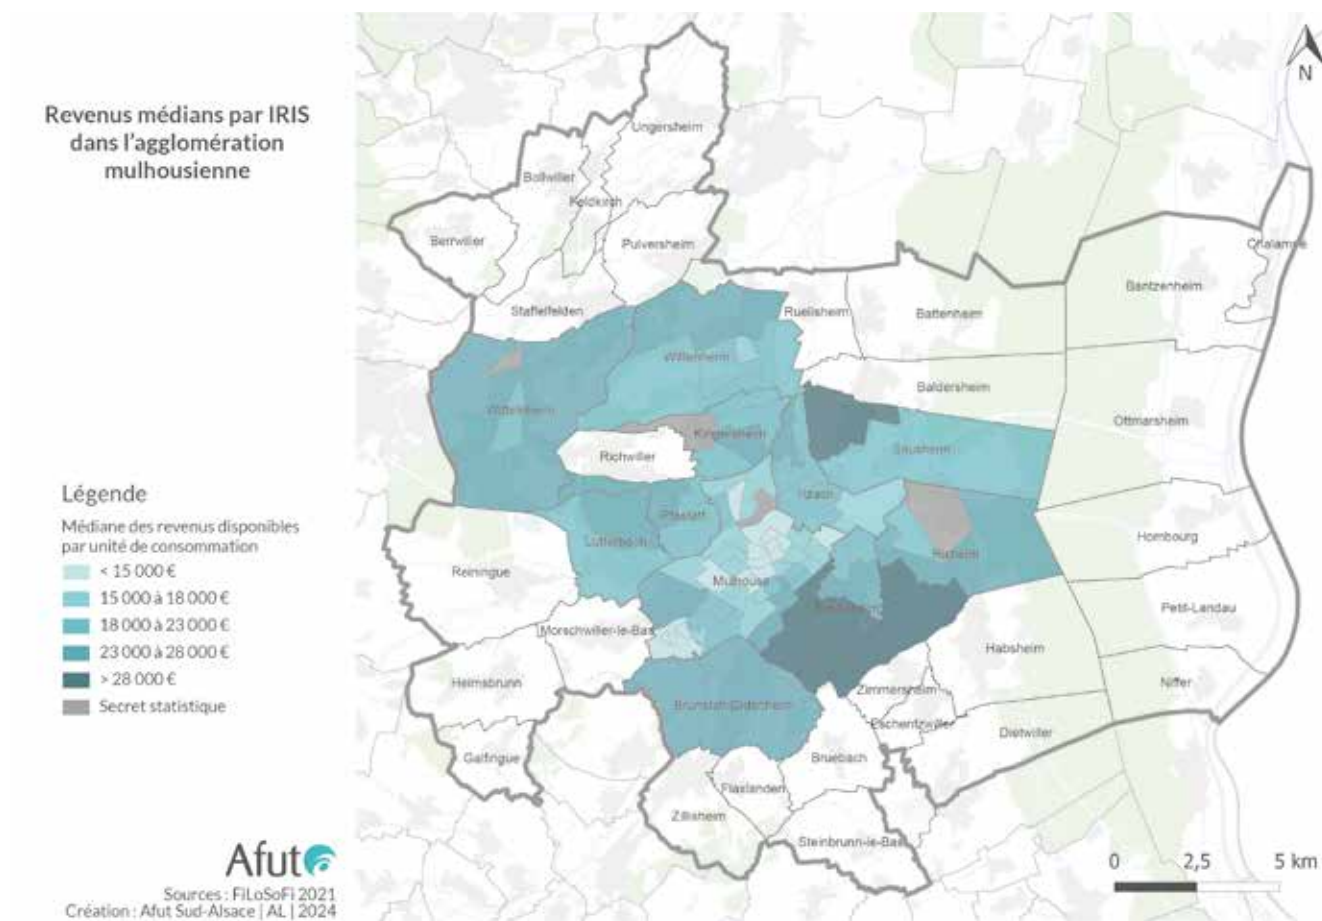 Revenus médians par IRIS
dans l'agglomération
mulhousienne
N
Ungersheim
Bollwiller
Feldkirch
Berrwiller
Pulversheim
Chalampé
Bantzenheim
Staffelfelden
Ruelisheim
Battenheim
Wittenheim
Baldersheim
Wittelsheim
Ottmarsheim
Kingersheim
Sausheim
Richwiller
Illzach
Pfastatt
Lutterbach
Rixheim
Hombourg
Reiningue
Mulhouse
Petit-Landau
Morschwiller-le-Bas
Habsheim
Heimsbrunn
Zimmersheim
Niffer
Brunstatt-Didenheim
Eschentzwiller
Dietwiller
Galfingue
Bruebach
Flaxlanden
Zillisheim
Steinbrunn-le-Bas
Légende
Médiane des revenus disponibles
par unité de consommation
< 15 000 €
15 000 à 18 000 €
18 000 à 23 000 €
23 000 à 28 000 €
> 28 000 €
Secret statistique
Afut
Sources : FiLoSoFi 2021
Création : Afut Sud-Alsace | AL | 2024
0 2,5 5 km